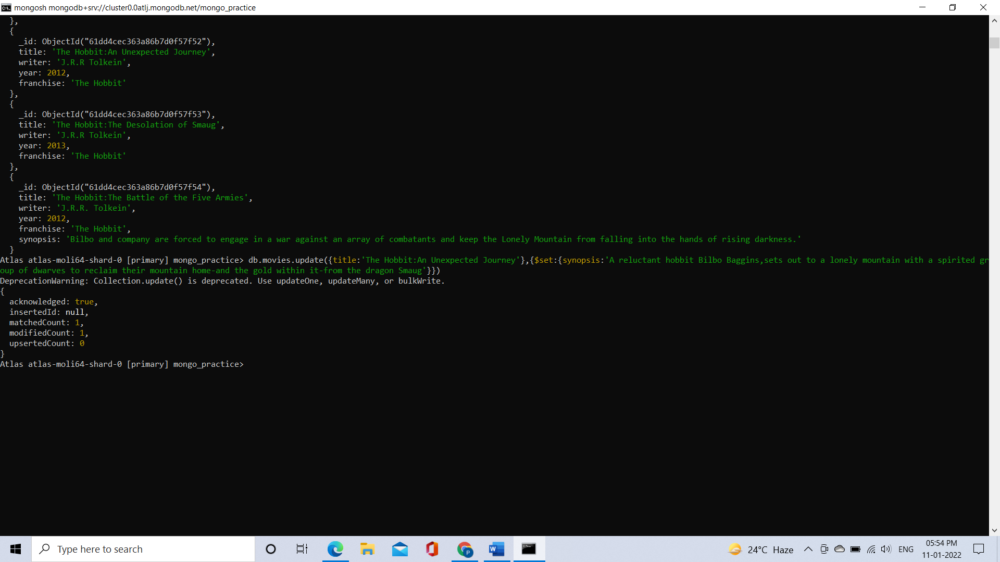 mongosh mongodb+srv://cluster0.0atlj.mongodb.net/mongo_practice
  },
  {
    _id: ObjectId("61dd4cec363a86b7d0f57f52"),
    title: 'The Hobbit:An Unexpected Journey',
    writer: 'J.R.R Tolkein',
    year: 2012,
    franchise: 'The Hobbit'
  },
  {
    _id: ObjectId("61dd4cec363a86b7d0f57f53"),
    title: 'The Hobbit:The Desolation of Smaug',
    writer: 'J.R.R Tolkein',
    year: 2013,
    franchise: 'The Hobbit'
  },
  {
    _id: ObjectId("61dd4cec363a86b7d0f57f54"),
    title: 'The Hobbit:The Battle of the Five Armies',
    writer: 'J.R.R. Tolkein',
    year: 2012,
    franchise: 'The Hobbit',
    synopsis: 'Bilbo and company are forced to engage in a war against an array of combatants and keep the Lonely Mountain from falling into the hands of rising darkness.'
  }
Atlas atlas-moli64-shard-0 [primary] mongo_practice> db.movies.update({title:'The Hobbit:An Unexpected Journey'},{$set:{synopsis:'A reluctant hobbit Bilbo Baggins,sets out to a lonely mountain with a spirited gr
oup of dwarves to reclaim their mountain home-and the gold within it-from the dragon Smaug'}})
DeprecationWarning: Collection.update() is deprecated. Use updateOne, updateMany, or bulkWrite.
{
  acknowledged: true,
  insertedId: null,
  matchedCount: 1,
  modifiedCount: 1,
  upsertedCount: 0
}
Atlas atlas-moli64-shard-0 [primary] mongo_practice>
Type here to search
24°C Haze
ENG
05:54 PM
11-01-2022